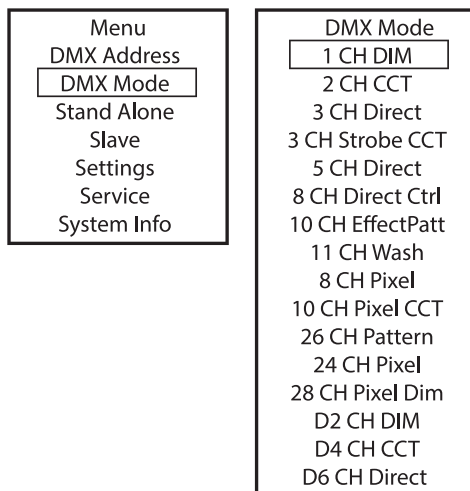 Menu
DMX Address
DMX Mode
Stand Alone
Slave
Settings
Service
System Info
DMX Mode
1 CH DIM
2 CH CCT
3 CH Direct
3 CH Strobe CCT
5 CH Direct
8 CH Direct Ctrl
10 CH EffectPatt
11 CH Wash
8 CH Pixel
10 CH Pixel CCT
26 CH Pattern
24 CH Pixel
28 CH Pixel Dim
D2 CH DIM
D4 CH CCT
D6 CH Direct